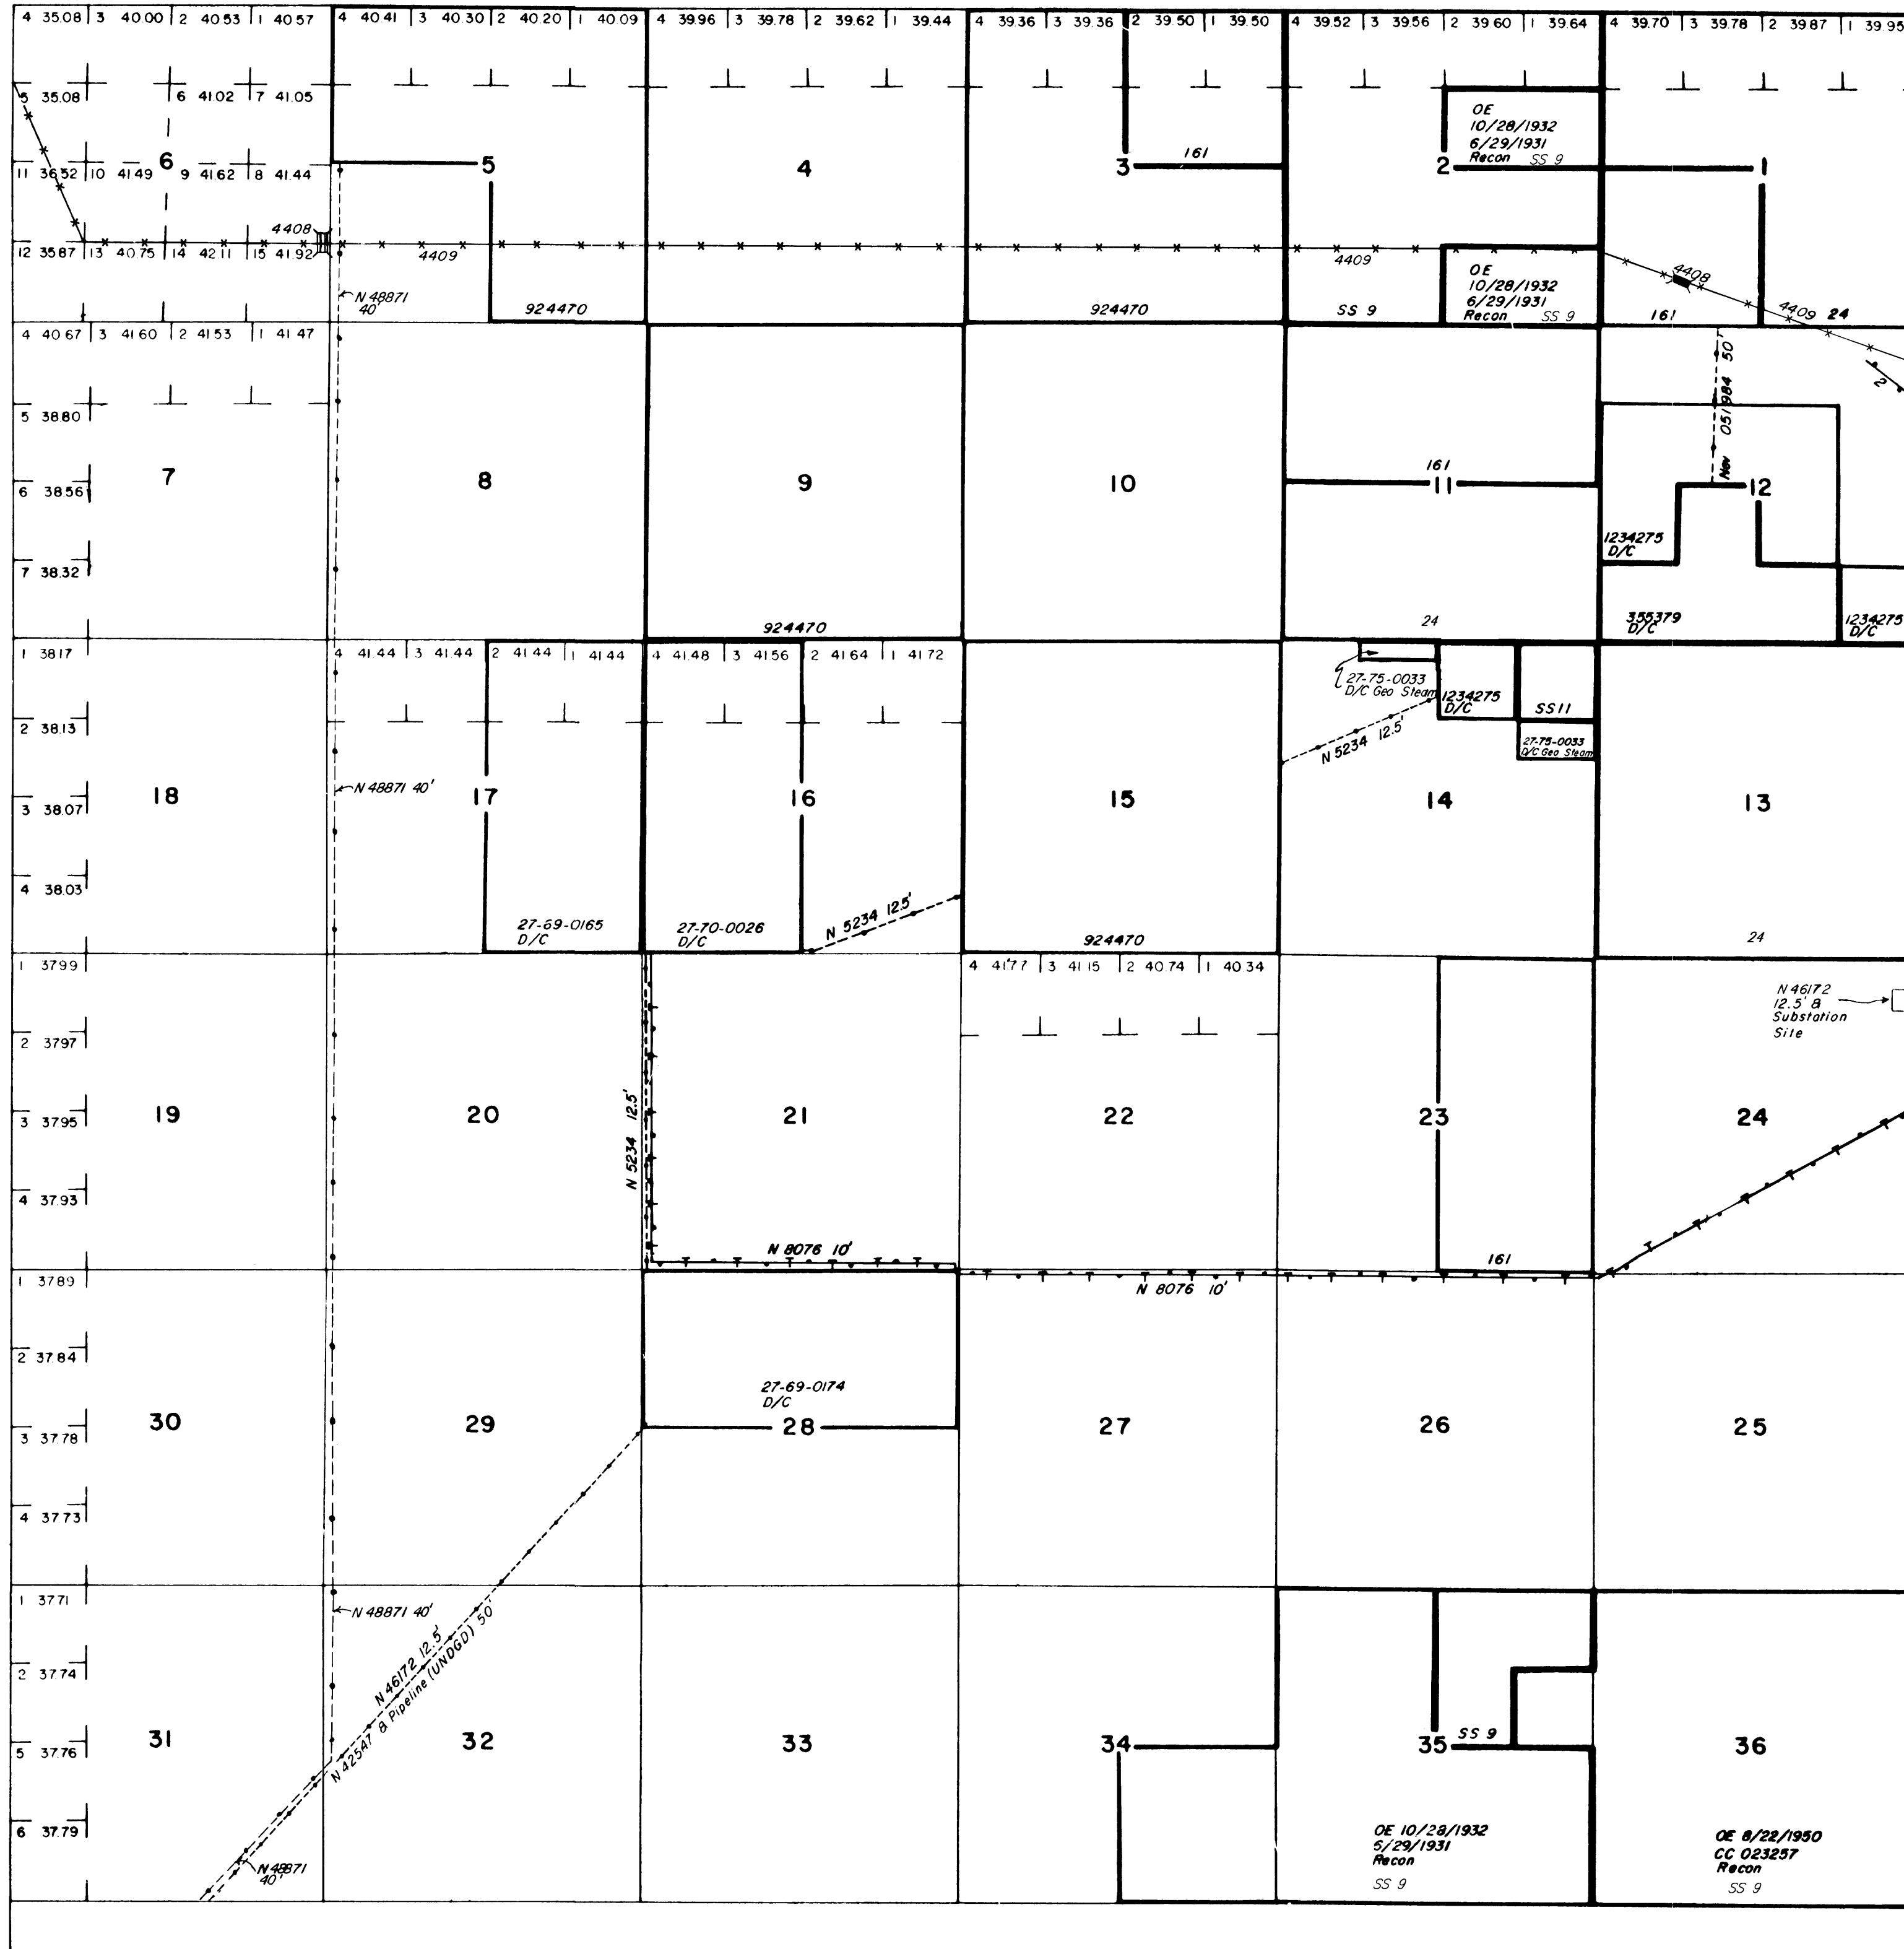 4 35.08 3 40.00 2 40.53 1 40.57 4 40.41 3 40.30 2 40.20 1 40.09 4 39.96 3 39.78 2 39.62 1 39.44 4 39.36 3 39.36 2 39.50 1 39.50 4 39.52 3 39.56 2 39.60 1 39.64 4 39.70 3 39.78 2 39.87 1 39.95
5 35.08 6 41.02 7 41.05
OE
10/28/1932
6/29/1931
Recon SS 9
6 5 4 3 161 2 1
11 36.52 10 41.49 9 41.62 8 41.44
4408
12 35.87 13 40.75 14 42.11 15 41.92
4409
4409
4408
4409 24
N 48871
40'
924470
924470
SS 9
OE
10/28/1932
6/29/1931
Recon SS 9
161
4 40.67 3 41.60 2 41.53 1 41.47
Nev 051984 50'
2
5 38.80
7 8 9 10 161
11 12
6 38.56
1234275
D/C
7 38.32
924470
24
355379
D/C
1234275
D/C
1 38.17
4 41.44 3 41.44 2 41.44 1 41.44 4 41.48 3 41.56 2 41.64 1 41.72
27-75-0033
D/C Geo Steam
1234275
D/C
SS 11
2 38.13
N 5234 12.5'
27-75-0033
D/C Geo Steam
N 48871 40'
18 17 16 15 14 13
3 38.07
4 38.03
27-69-0165
D/C
27-70-0026
D/C
N 5234 12.5'
924470
24
1 37.99
4 41.77 3 41.15 2 40.74 1 40.34
N 46172
12.5' &
Substation
Site
2 37.97
19 20 21 22 23 24
3 37.95
N 5234 12.5'
4 37.93
N 8076 10'
161
1 37.89
N 8076 10'
2 37.84
27-69-0174
D/C
30 29 28 27 26 25
3 37.78
4 37.73
1 37.71
N 48871 40'
2 37.74
N 46172 12.5'
N 42547 & Pipeline (UNDGD) 50'
31 32 33 34 35 SS 9 36
5 37.76
6 37.79
N 48871
40'
OE 10/28/1932
6/29/1931
Recon
SS 9
OE 8/22/1950
CC 023257
Recon
SS 9